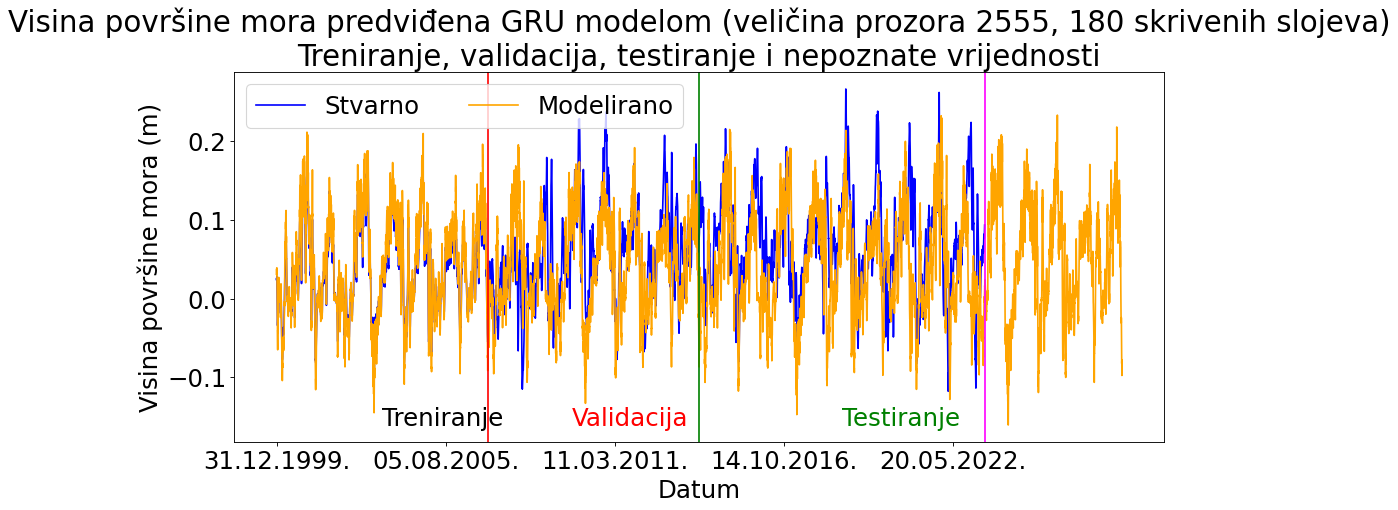 Visina površine mora predviđena GRU modelom (veličina prozora 2555, 180 skrivenih slojeva)
Treniranje, validacija, testiranje i nepoznate vrijednosti
Stvarno Modelirano
Visina površine mora (m)
0.2
0.1
0.0
−0.1
Treniranje Validacija Testiranje
31.12.1999. 05.08.2005. 11.03.2011. 14.10.2016. 20.05.2022.
Datum